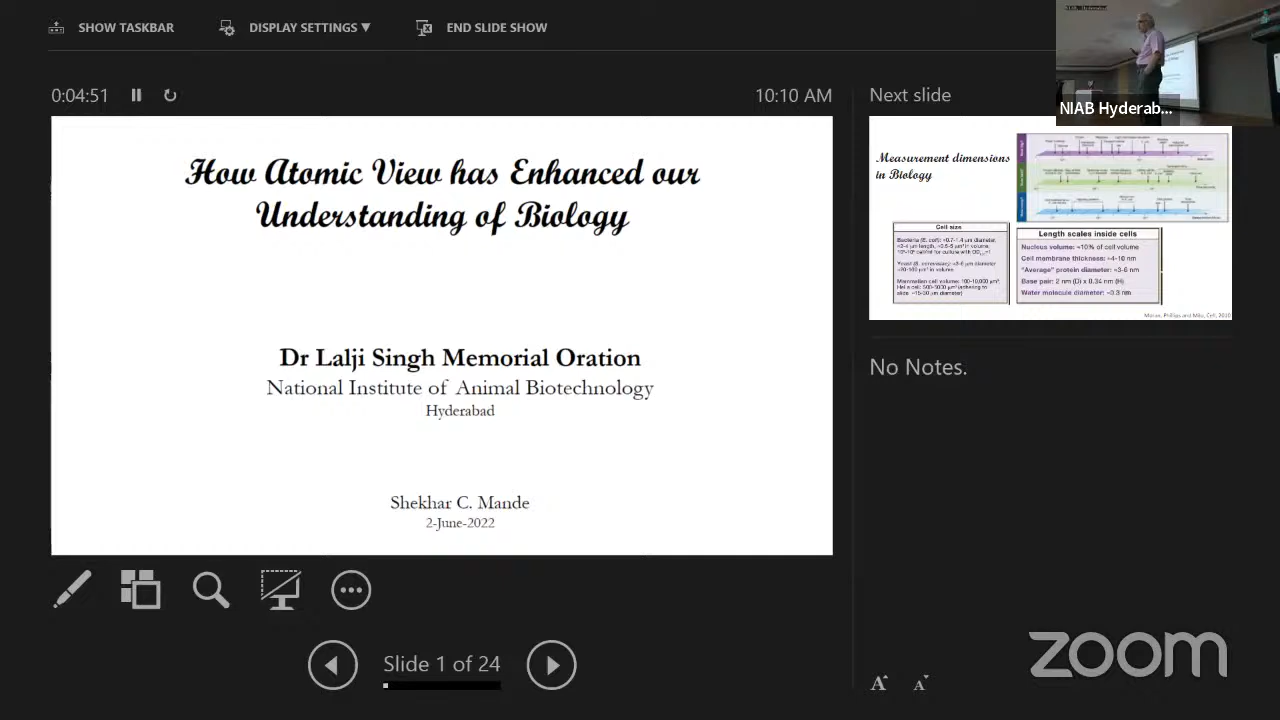 SHOW TASKBAR
DISPLAY SETTINGS ▼
END SLIDE SHOW
NIAB Hyderab...
0:04:51
10:10 AM
Next slide
How Atomic View has Enhanced our
Understanding of Biology
Dr Lalji Singh Memorial Oration
National Institute of Animal Biotechnology
Hyderabad
Shekhar C. Mande
2-June-2022
Measurement dimensions
in Biology
Cell size
Length scales inside cells
Nucleus volume: ~10% of cell volume
Cell membrane thickness: ~4-10 nm
"Average" protein diameter: ~3-6 nm
Base pair: 2 nm (D) x 0.34 nm (H)
Water molecule diameter: ~0.3 nm
No Notes.
Slide 1 of 24
zoom
A
A